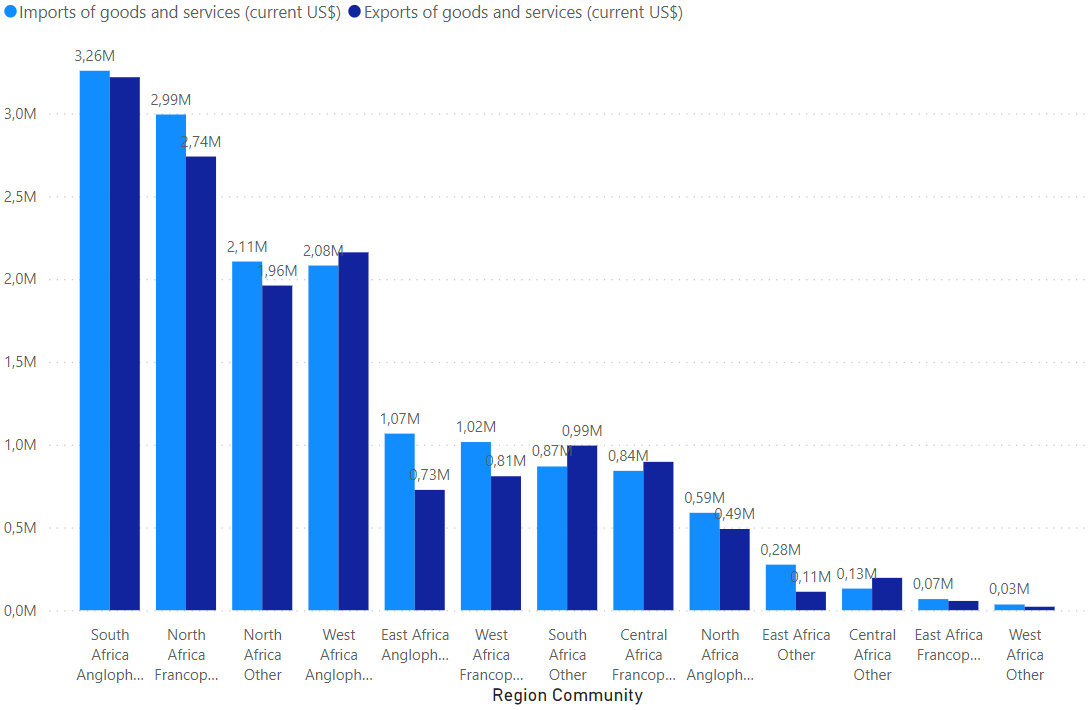 Imports of goods and services (current US$) Exports of goods and services (current US$)
3,26M
2,99M
3,0M
2,74M
2,5M
2,11M
2,08M
1,96M
2,0M
1,5M
1,07M
1,02M
0,99M
1,0M
0,87M
0,84M
0,81M
0,73M
0,59M
0,49M
0,5M
0,28M
0,11M
0,13M
0,07M
0,03M
0,0M
South Africa Angloph...
North Africa Francop...
North Africa Other
West Africa Angloph...
East Africa Angloph...
West Africa Francop...
South Africa Other
Central Africa Francop...
North Africa Angloph...
East Africa Other
Central Africa Other
East Africa Francop...
West Africa Other
Region Community